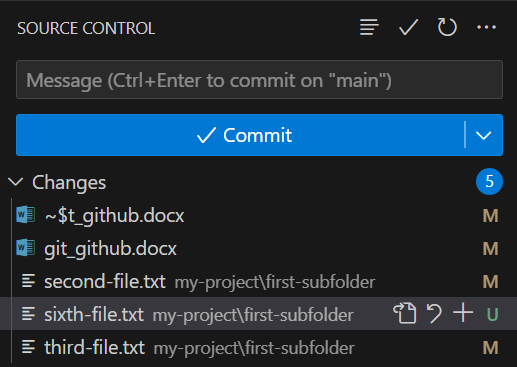 SOURCE CONTROL
Message (Ctrl+Enter to commit on "main")
Commit
Changes 5
~$t_github.docx M
git_github.docx M
second-file.txt my-project\first-subfolder M
sixth-file.txt my-project\first-subfolder U
third-file.txt my-project\first-subfolder M